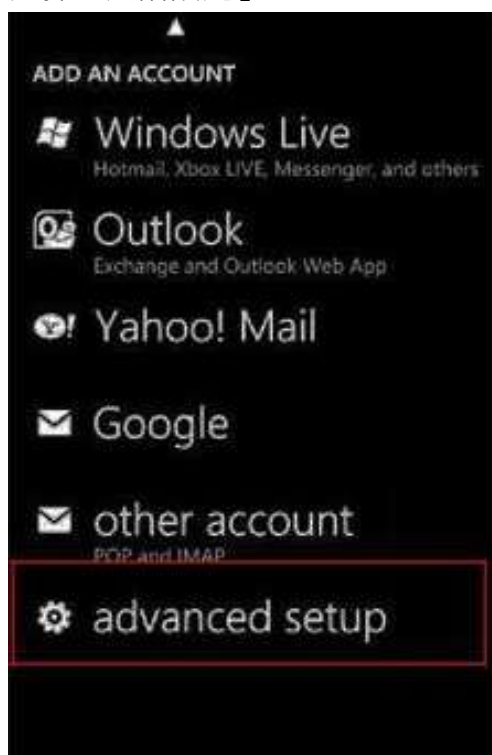 ADD AN ACCOUNT
Windows Live
Hotmail, Xbox LIVE, Messenger, and others
Outlook
Exchange and Outlook Web App
Yahoo! Mail
Google
other account
POP and IMAP
advanced setup